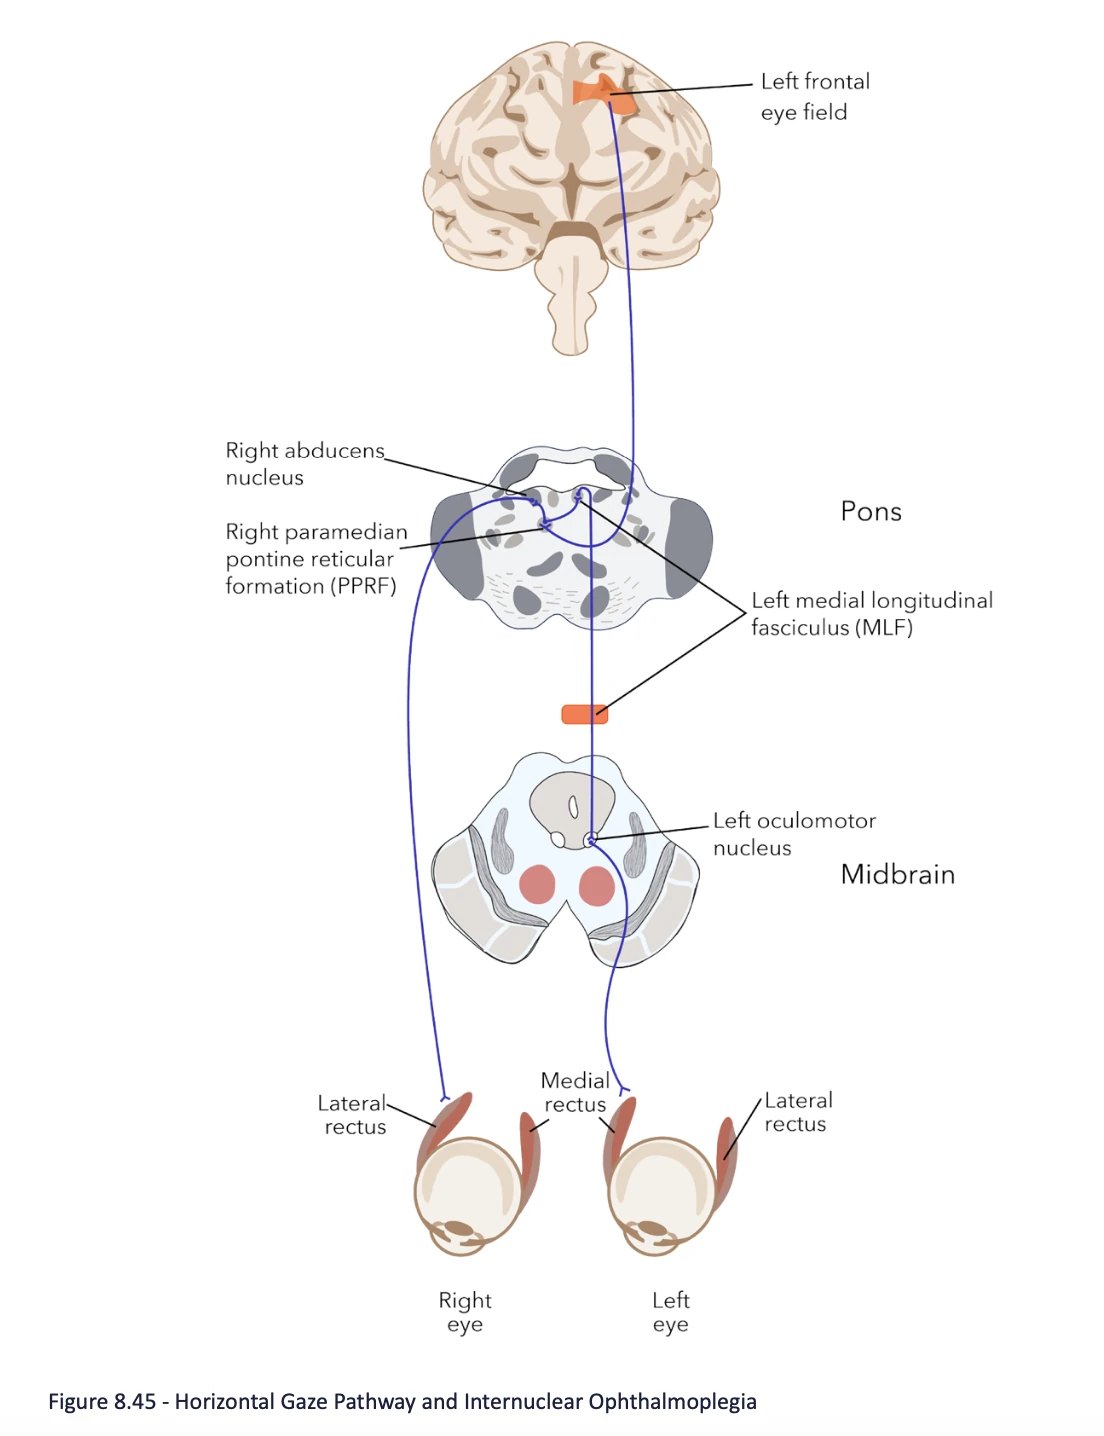 Left frontal
eye field
Right abducens
nucleus
Right paramedian
pontine reticular
formation (PPRF)
Pons
Left medial longitudinal
fasciculus (MLF)
Left oculomotor
nucleus
Midbrain
Lateral
rectus
Medial
rectus
Lateral
rectus
Right
eye
Left
eye
Figure 8.45 - Horizontal Gaze Pathway and Internuclear Ophthalmoplegia